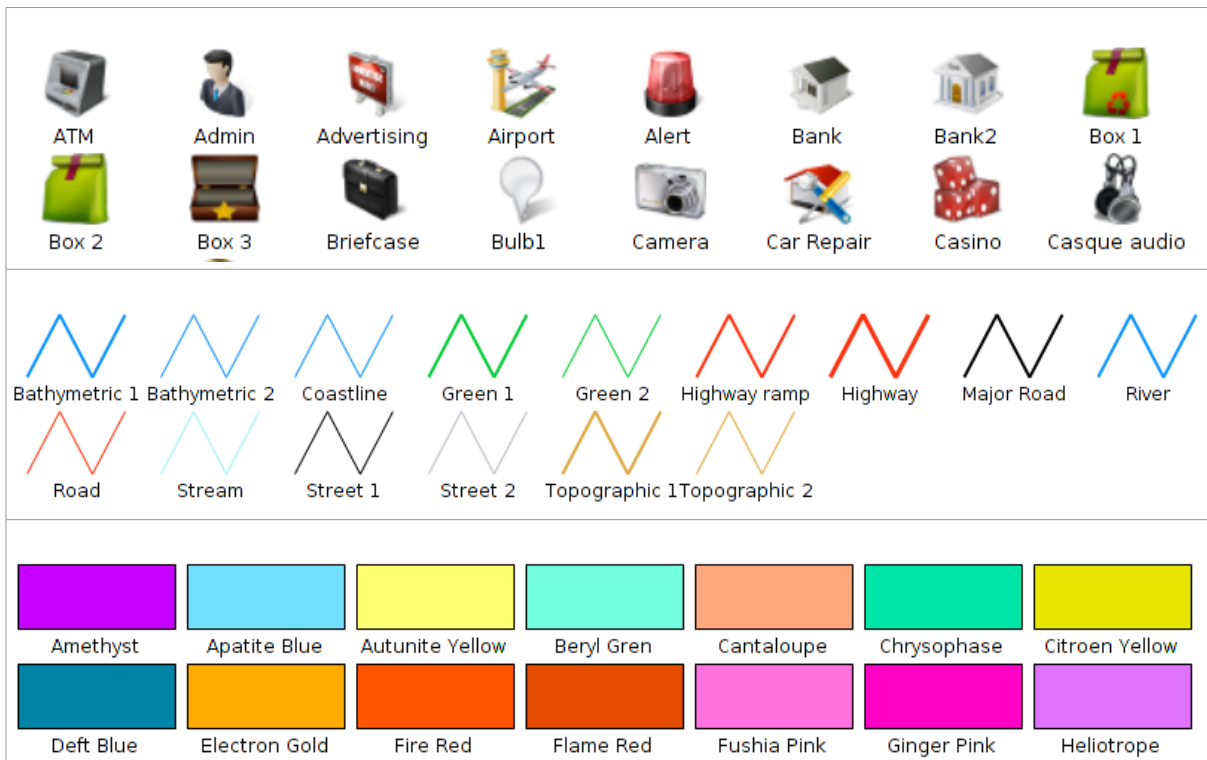 ATM Admin Advertising Airport Alert Bank Bank2 Box 1
Box 2 Box 3 Briefcase Bulb1 Camera Car Repair Casino Casque audio
Bathymetric 1 Bathymetric 2 Coastline Green 1 Green 2 Highway ramp Highway Major Road River
Road Stream Street 1 Street 2 Topographic 1 Topographic 2
Amethyst Apatite Blue Autunite Yellow Beryl Gren Cantaloupe Chrysophase Citroen Yellow
Deft Blue Electron Gold Fire Red Flame Red Fushia Pink Ginger Pink Heliotrope